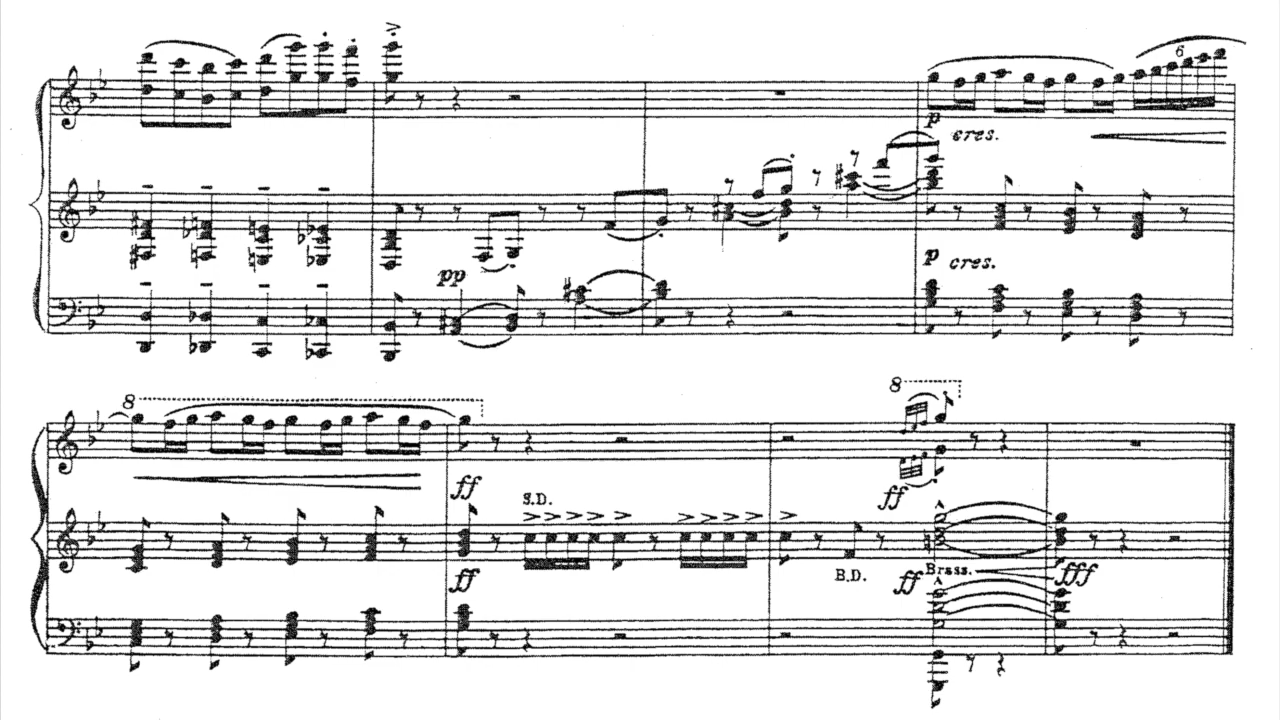 6
p
cres.
p cres.
pp
8
8
ff
S.D.
ff
ff
B.D.
ff Brass. fff